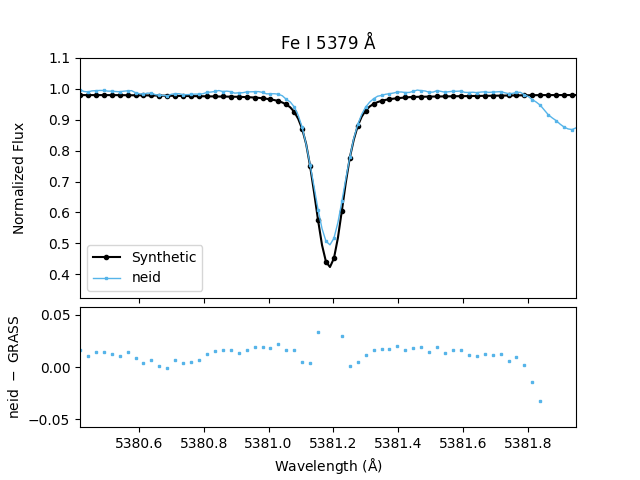 Fe I 5379 Å
1.1
1.0
0.9
0.8
0.7
0.6
0.5
0.4
Normalized Flux
Synthetic
neid
0.05
0.00
−0.05
neid − GRASS
5380.6 5380.8 5381.0 5381.2 5381.4 5381.6 5381.8
Wavelength (Å)